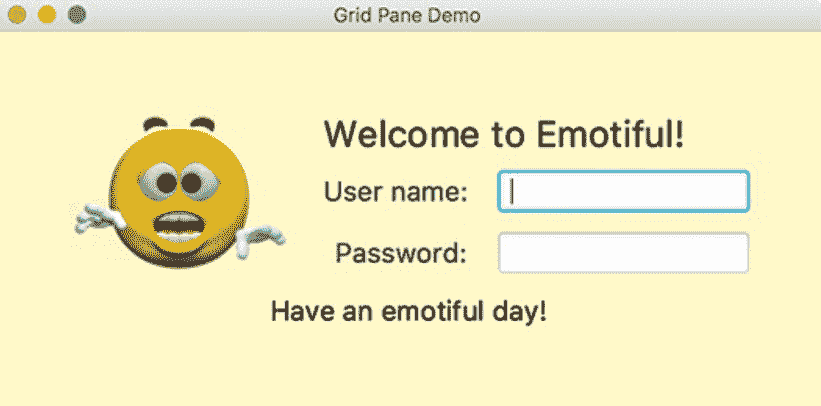 Grid Pane Demo
Welcome to Emotiful!
User name:
Password:
Have an emotiful day!